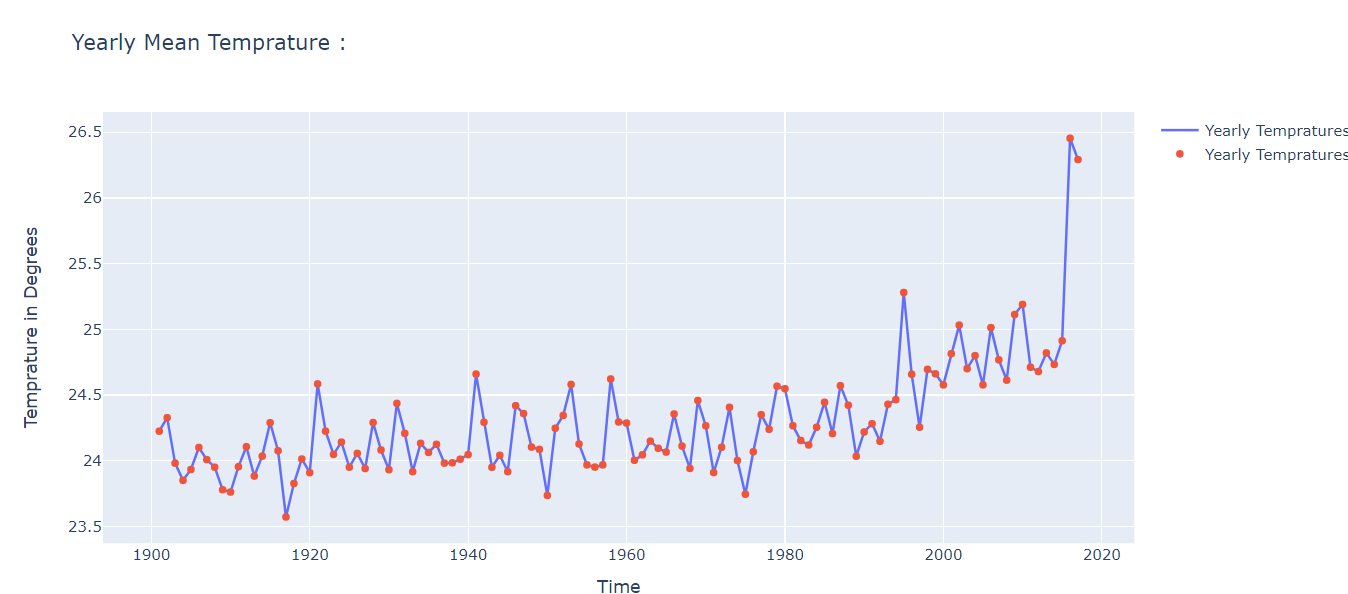 Yearly Mean Temprature :
26.5
26
25.5
25
24.5
24
23.5
Temprature in Degrees
1900 1920 1940 1960 1980 2000 2020
Time
Yearly Tempratures
Yearly Tempratures